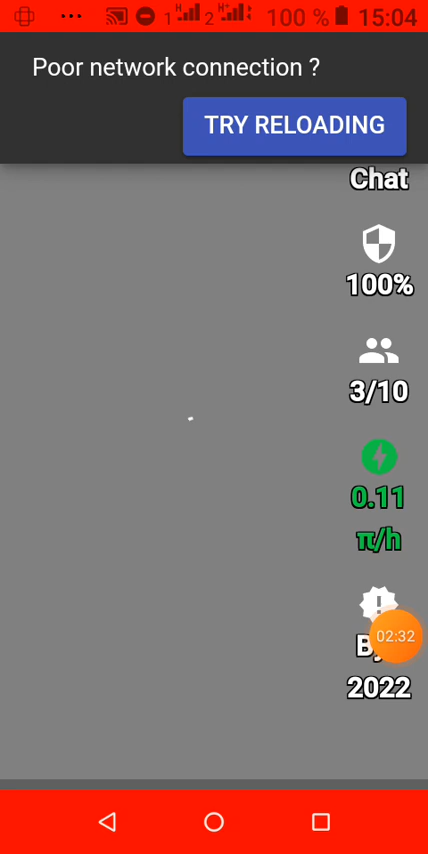 1 H 2 H+ 100 % 15:04
Poor network connection ?
TRY RELOADING
Chat
100%
3/10
0.11
π/h
02:32
2022